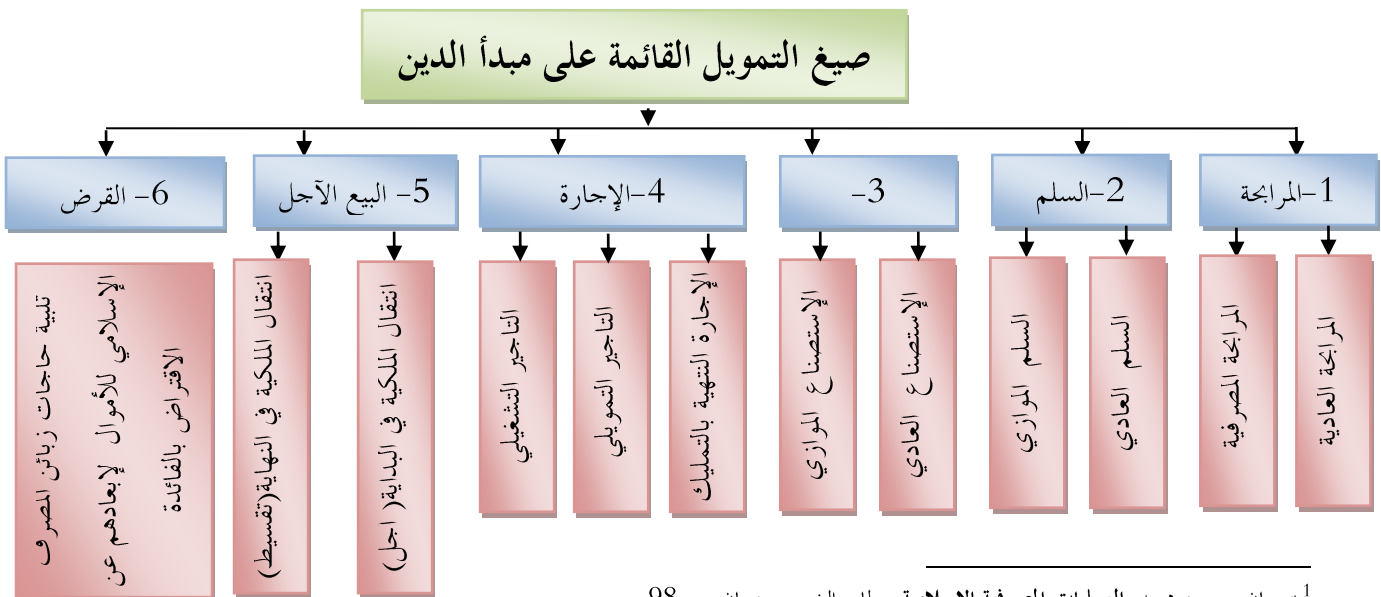 صيغ التمويل القائمة على مبدأ الدين
1-المرابحة
2-السلم
3-
4-الإجارة
5- البيع الآجل
6- القرض
المرابحة العادية
المرابحة المصرفية
السلم العادي
السلم الموازي
الإستصناع العادي
الإستصناع الموازي
الإجارة المنتهية بالتمليك
التاجير التمويلي
التاجير التشغيلي
انتقال الملكية في البداية( اجل)
انتقال الملكية في النهاية(تقسيط)
تلبية حاجات زبائن المصرف
الإسلامي للأموال لإبعادهم عن
الاقتراض بالفائدة
1
98